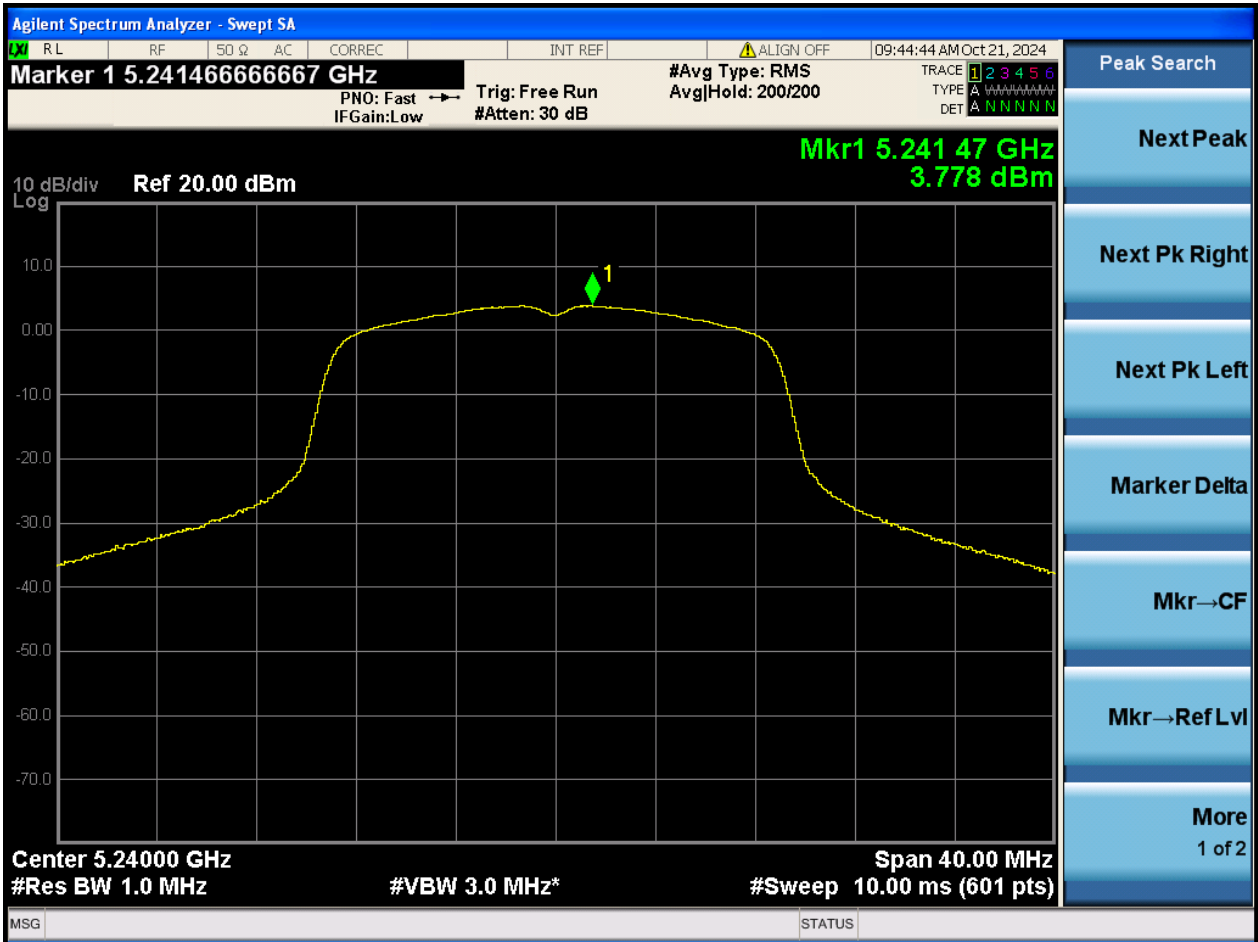 Agilent Spectrum Analyzer - Swept SA
LXI RL RF 50 Ω AC CORREC INT REF ALIGN OFF 09:44:44 AM Oct 21, 2024
Marker 1 5.241466666667 GHz
PNO: Fast
IFGain:Low
Trig: Free Run
#Atten: 30 dB
#Avg Type: RMS
Avg|Hold: 200/200
TRACE 1 2 3 4 5 6
TYPE A WWWWW
DET A N N N N N
Mkr1 5.241 47 GHz
3.778 dBm
10 dB/div Ref 20.00 dBm
Log
10.0
0.00
-10.0
-20.0
-30.0
-40.0
-50.0
-60.0
-70.0
1
Center 5.24000 GHz
Span 40.00 MHz
#Res BW 1.0 MHz
#VBW 3.0 MHz*
#Sweep 10.00 ms (601 pts)
MSG
STATUS
Peak Search
Next Peak
Next Pk Right
Next Pk Left
Marker Delta
Mkr→CF
Mkr→Ref Lvl
More
1 of 2